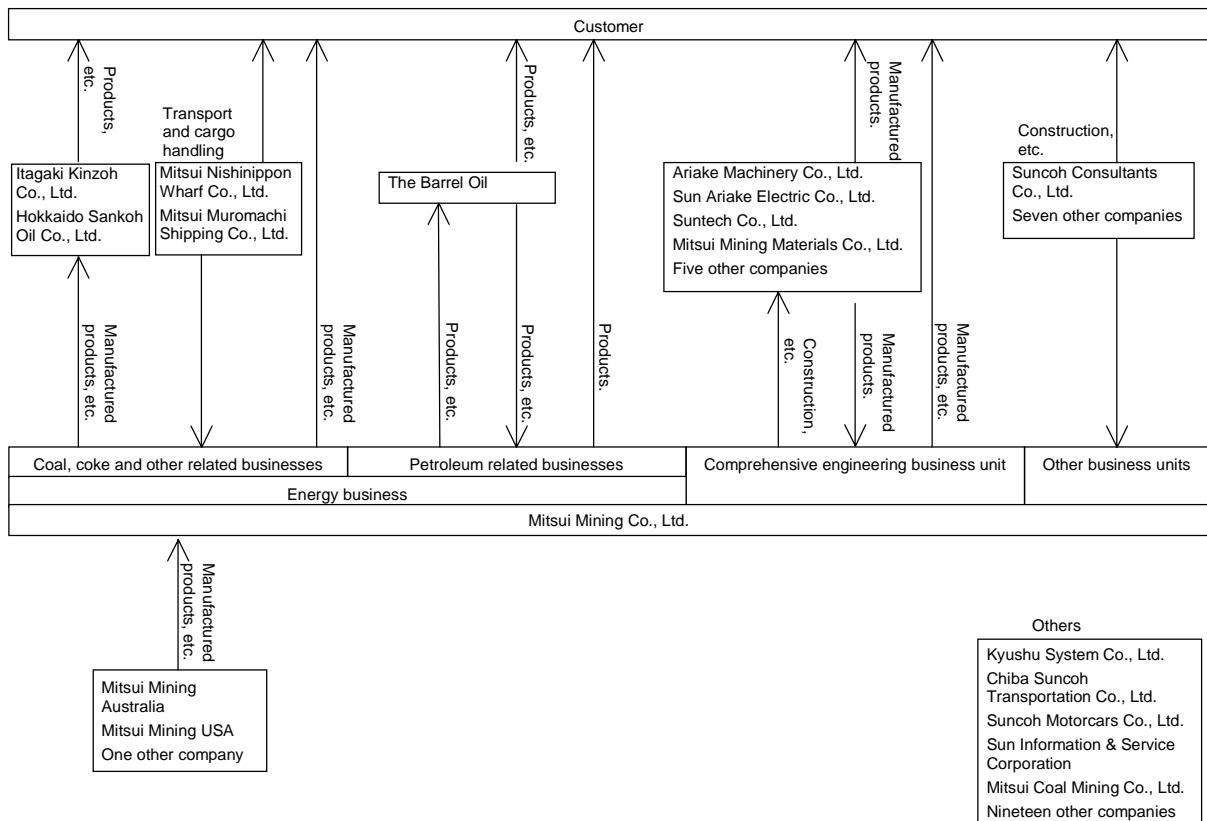 Customer
Products,
etc.
Transport
and cargo
handling
Products, etc.
Manufactured
products.
Construction,
etc.
Itagaki Kinzoh
Co., Ltd.
Hokkaido Sankoh
Oil Co., Ltd.
Mitsui Nishinippon
Wharf Co., Ltd.
Mitsui Muromachi
Shipping Co., Ltd.
The Barrel Oil
Ariake Machinery Co., Ltd.
Sun Ariake Electric Co., Ltd.
Suntech Co., Ltd.
Mitsui Mining Materials Co., Ltd.
Five other companies
Suncoh Consultants
Co., Ltd.
Seven other companies
Manufactured
products, etc.
Manufactured
products, etc.
Products, etc.
Products, etc.
Products.
Construction,
etc.
Manufactured
products.
Manufactured
products, etc.
Coal, coke and other related businesses
Petroleum related businesses
Comprehensive engineering business unit
Other business units
Energy business
Mitsui Mining Co., Ltd.
Manufactured
products, etc.
Mitsui Mining
Australia
Mitsui Mining USA
One other company
Others
Kyushu System Co., Ltd.
Chiba Suncoh
Transportation Co., Ltd.
Suncoh Motorcars Co., Ltd.
Sun Information & Service
Corporation
Mitsui Coal Mining Co., Ltd.
Nineteen other companies